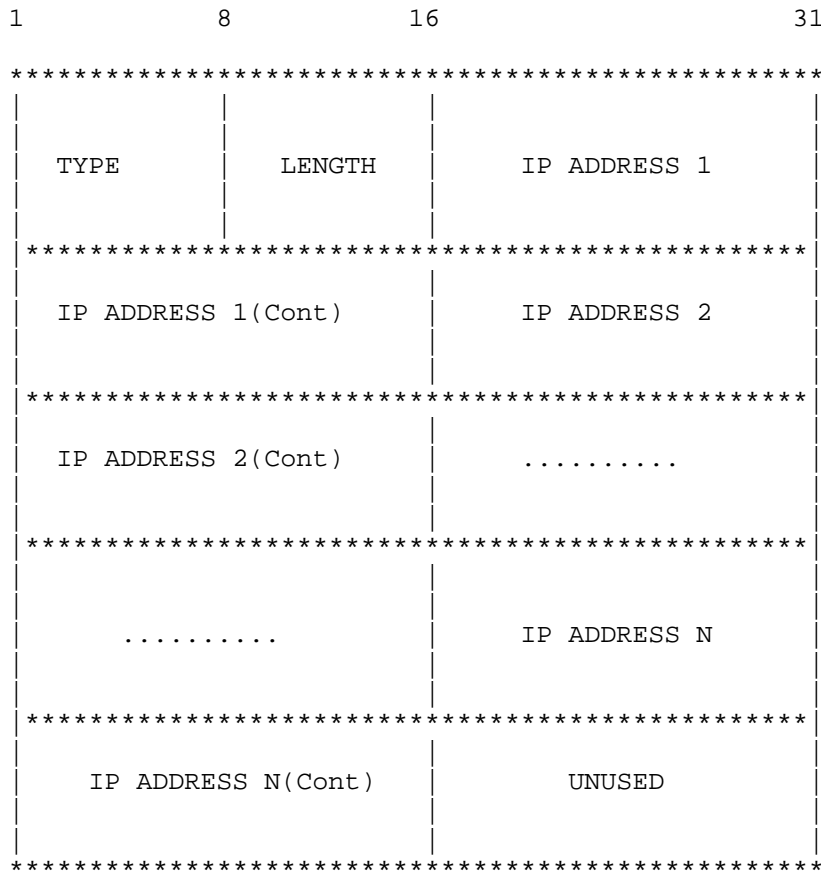 1 8 16 31
TYPE LENGTH IP ADDRESS 1
IP ADDRESS 1(Cont) IP ADDRESS 2
IP ADDRESS 2(Cont) ..........
.......... IP ADDRESS N
IP ADDRESS N(Cont) UNUSED